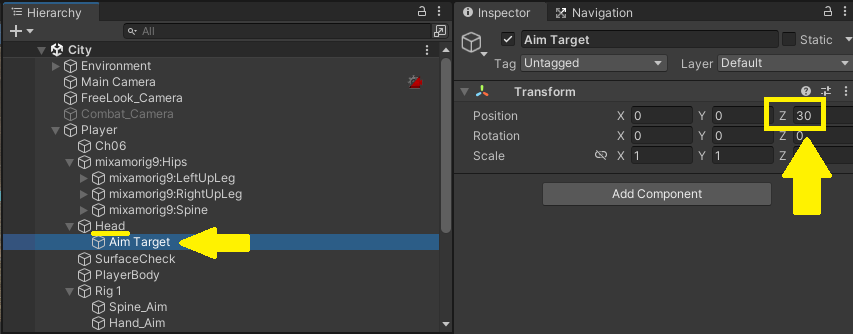 Hierarchy
All
City
Environment
Main Camera
FreeLook_Camera
Combat_Camera
Player
Ch06
mixamorig9:Hips
mixamorig9:LeftUpLeg
mixamorig9:RightUpLeg
mixamorig9:Spine
Head
Aim Target
SurfaceCheck
PlayerBody
Rig 1
Spine_Aim
Hand_Aim
Inspector Navigation
Aim Target Static
Tag Untagged Layer Default
Transform
Position X 0 Y 0 Z 30
Rotation X 0 Y 0 Z 0
Scale X 1 Y 1
Add Component